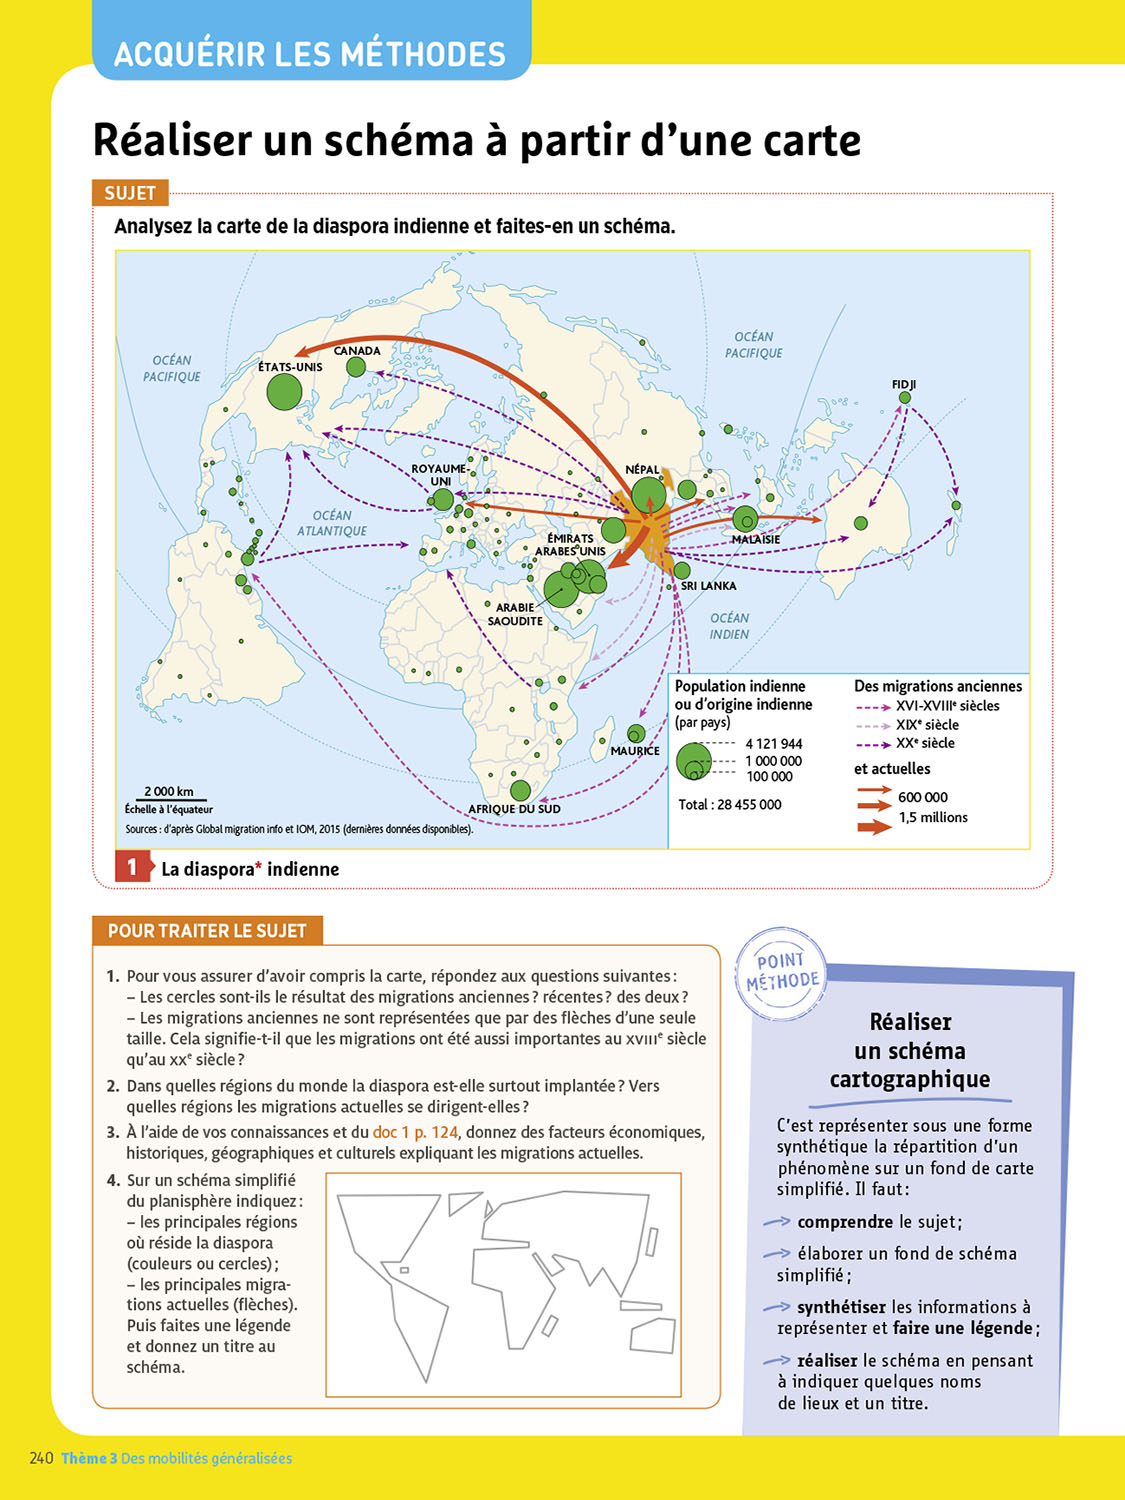 ACQUÉRIR LES MÉTHODES
Réaliser un schéma à partir d'une carte
SUJET
Analysez la carte de la diaspora indienne et faites-en un schéma.
OCÉAN
PACIFIQUE
ÉTATS-UNIS
CANADA
OCÉAN
PACIFIQUE
FIDJI
ROYAUME-
UNI
NÉPAL
OCÉAN
ATLANTIQUE
ÉMIRATS
ARABES UNIS
MALAISIE
SRI LANKA
ARABIE
SAOUDITE
OCÉAN
INDIEN
MAURICE
AFRIQUE DU SUD
2 000 km
Échelle à l'équateur
Sources : d'après Global migration info et IOM, 2015 (dernières données disponibles).
Population indienne
ou d'origine indienne
(par pays)
4 121 944
1 000 000
100 000
Total : 28 455 000
Des migrations anciennes
XVI-XVIIIe siècles
XIXe siècle
XXe siècle
et actuelles
600 000
1,5 millions
1 La diaspora* indienne
POUR TRAITER LE SUJET
1. Pour vous assurer d'avoir compris la carte, répondez aux questions suivantes :
– Les cercles sont-ils le résultat des migrations anciennes ? récentes ? des deux ?
– Les migrations anciennes ne sont représentées que par des flèches d'une seule
taille. Cela signifie-t-il que les migrations ont été aussi importantes au XVIIIe siècle
qu'au XXe siècle ?
2. Dans quelles régions du monde la diaspora est-elle surtout implantée ? Vers
quelles régions les migrations actuelles se dirigent-elles ?
3. À l'aide de vos connaissances et du doc 1 p. 124, donnez des facteurs économiques,
historiques, géographiques et culturels expliquant les migrations actuelles.
4. Sur un schéma simplifié
du planisphère indiquez :
– les principales régions
où réside la diaspora
(couleurs ou cercles) ;
– les principales migra-
tions actuelles (flèches).
Puis faites une légende
et donnez un titre au
schéma.
POINT
MÉTHODE
Réaliser
un schéma
cartographique
C'est représenter sous une forme
synthétique la répartition d'un
phénomène sur un fond de carte
simplifié. Il faut :
comprendre le sujet ;
élaborer un fond de schéma
simplifié ;
synthétiser les informations à
représenter et faire une légende ;
réaliser le schéma en pensant
à indiquer quelques noms
de lieux et un titre.
240 Thème 3 Des mobilités généralisées